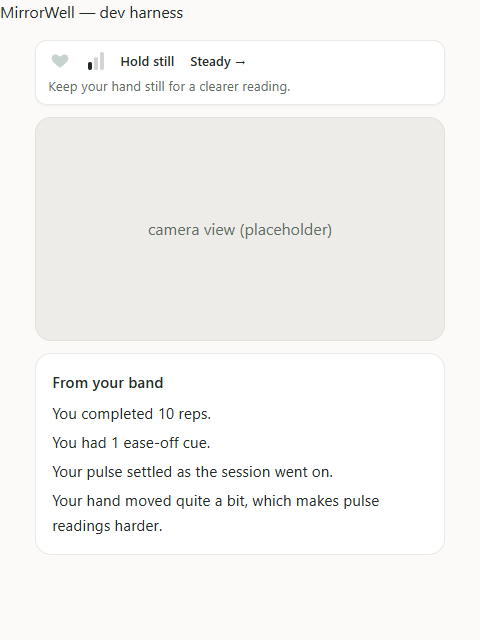 MirrorWell — dev harness
Hold still Steady →
Keep your hand still for a clearer reading.
camera view (placeholder)
From your band
You completed 10 reps.
You had 1 ease-off cue.
Your pulse settled as the session went on.
Your hand moved quite a bit, which makes pulse
readings harder.